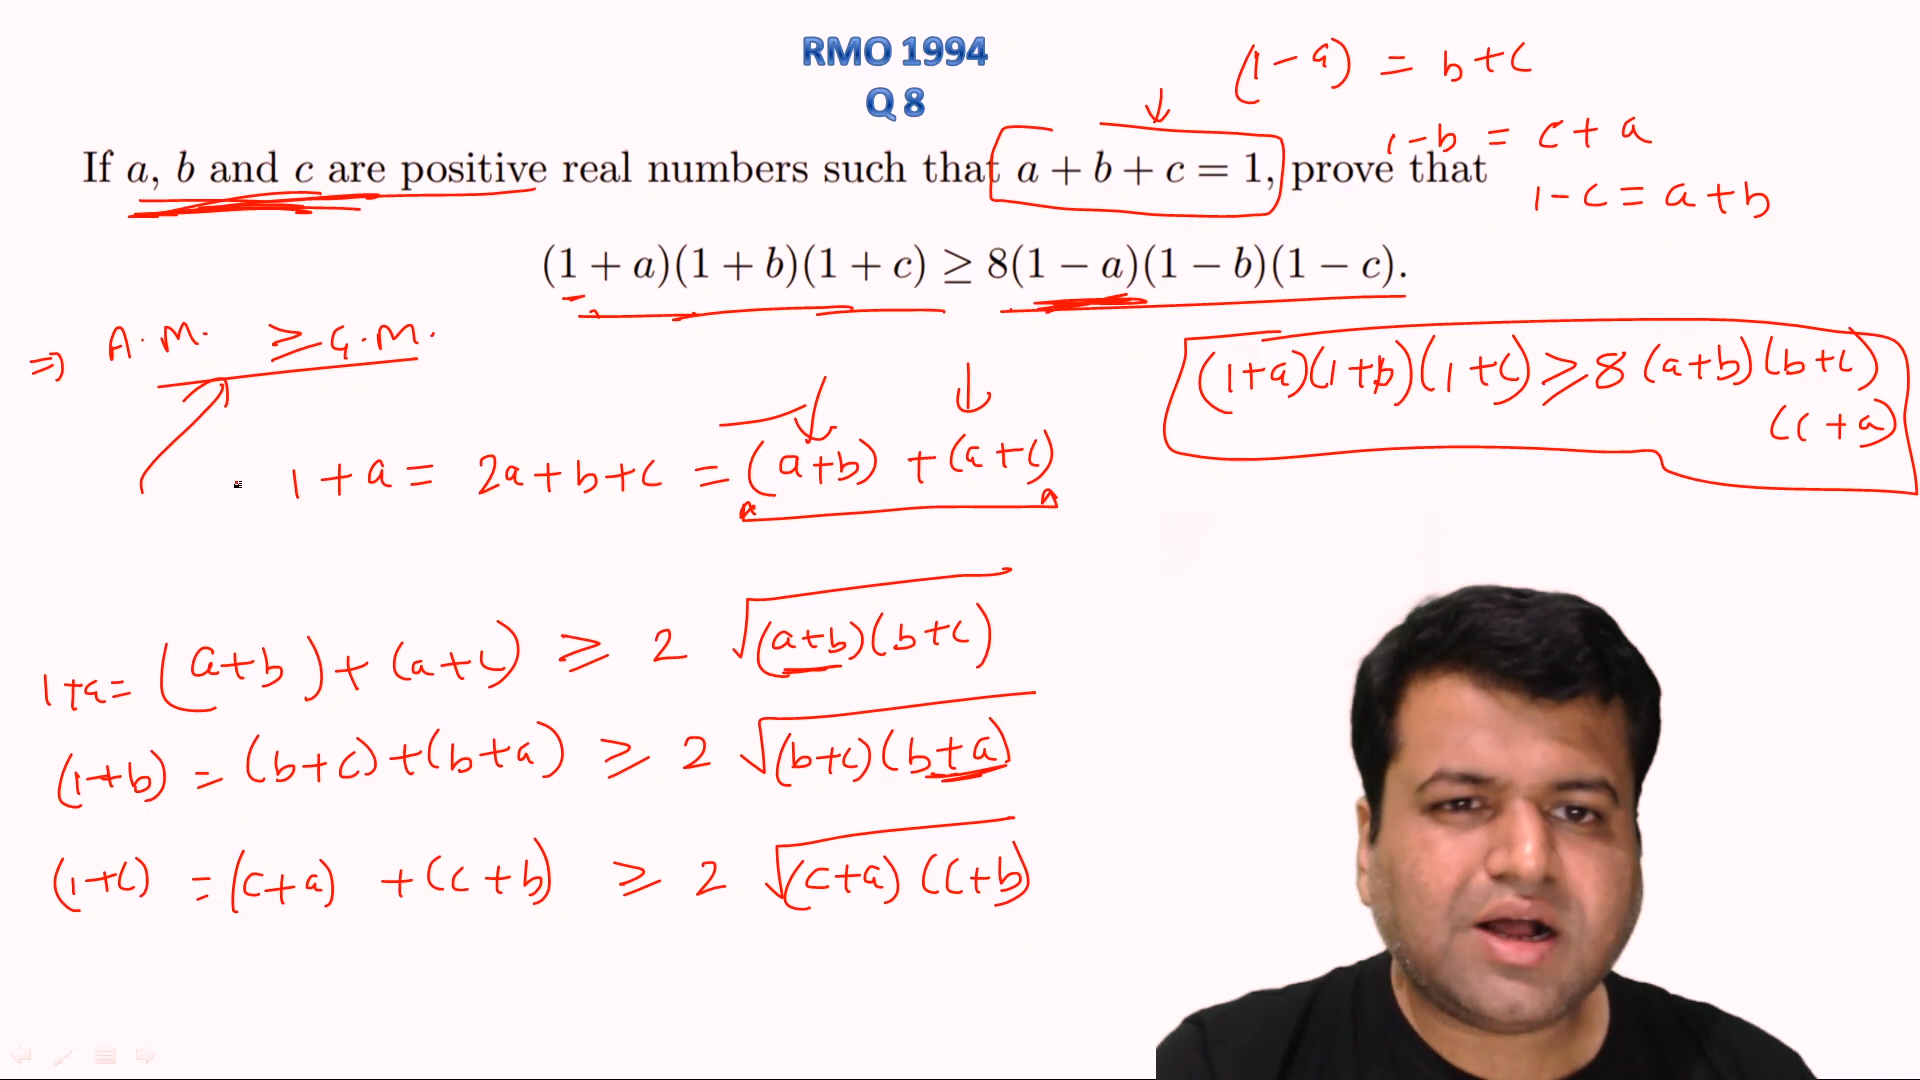 RMO 1994
Q 8
(1-a) = b+c
1-b = c+a
1-c = a+b
If a, b and c are positive real numbers such that a + b + c = 1, prove that
(1 + a)(1 + b)(1 + c) ≥ 8(1 − a)(1 − b)(1 − c).
⇒ A.M. ≥ G.M.
(1+a)(1+b)(1+c) ≥ 8 (a+b)(b+c)
(c+a)
1+a = 2a+b+c = (a+b) + (a+c)
1+a = (a+b)+(a+c) ≥ 2 √(a+b)(b+c)
(1+b) = (b+c)+(b+a) ≥ 2 √(b+c)(b+a)
(1+c) = (c+a) + (c+b) ≥ 2 √(c+a)(c+b)